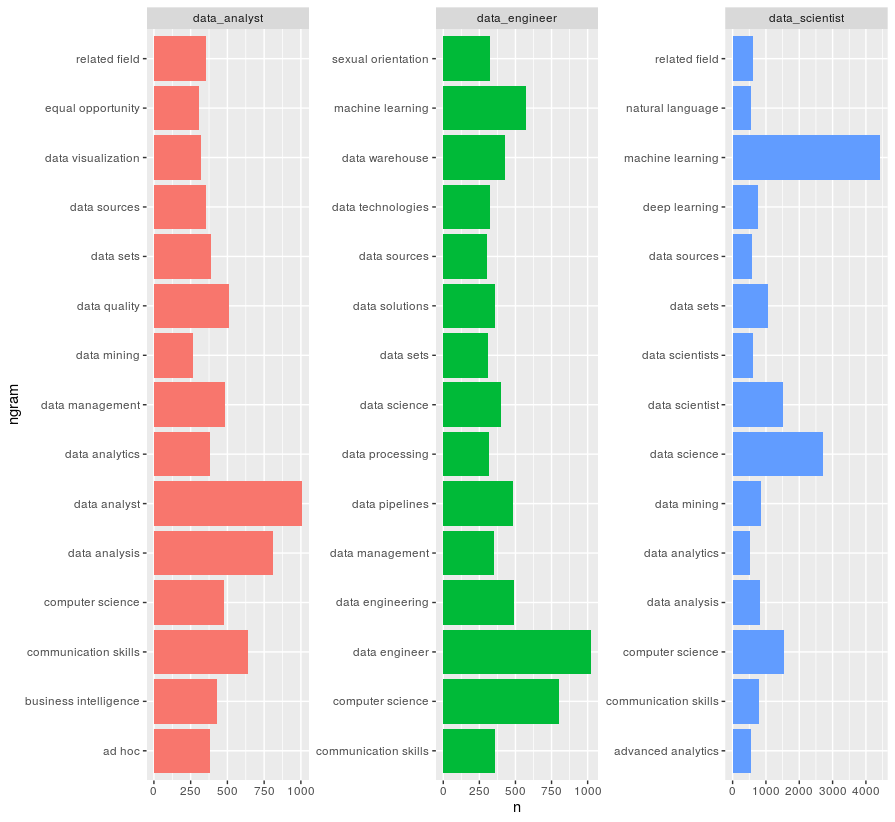 data_analyst
data_engineer
data_scientist
ngram
related field
equal opportunity
data visualization
data sources
data sets
data quality
data mining
data management
data analytics
data analyst
data analysis
computer science
communication skills
business intelligence
ad hoc
0 250 500 750 1000
sexual orientation
machine learning
data warehouse
data technologies
data sources
data solutions
data sets
data science
data processing
data pipelines
data management
data engineering
data engineer
computer science
communication skills
0 250 500 750 1000
related field
natural language
machine learning
deep learning
data sources
data sets
data scientists
data scientist
data science
data mining
data analytics
data analysis
computer science
communication skills
advanced analytics
0 1000 2000 3000 4000
n